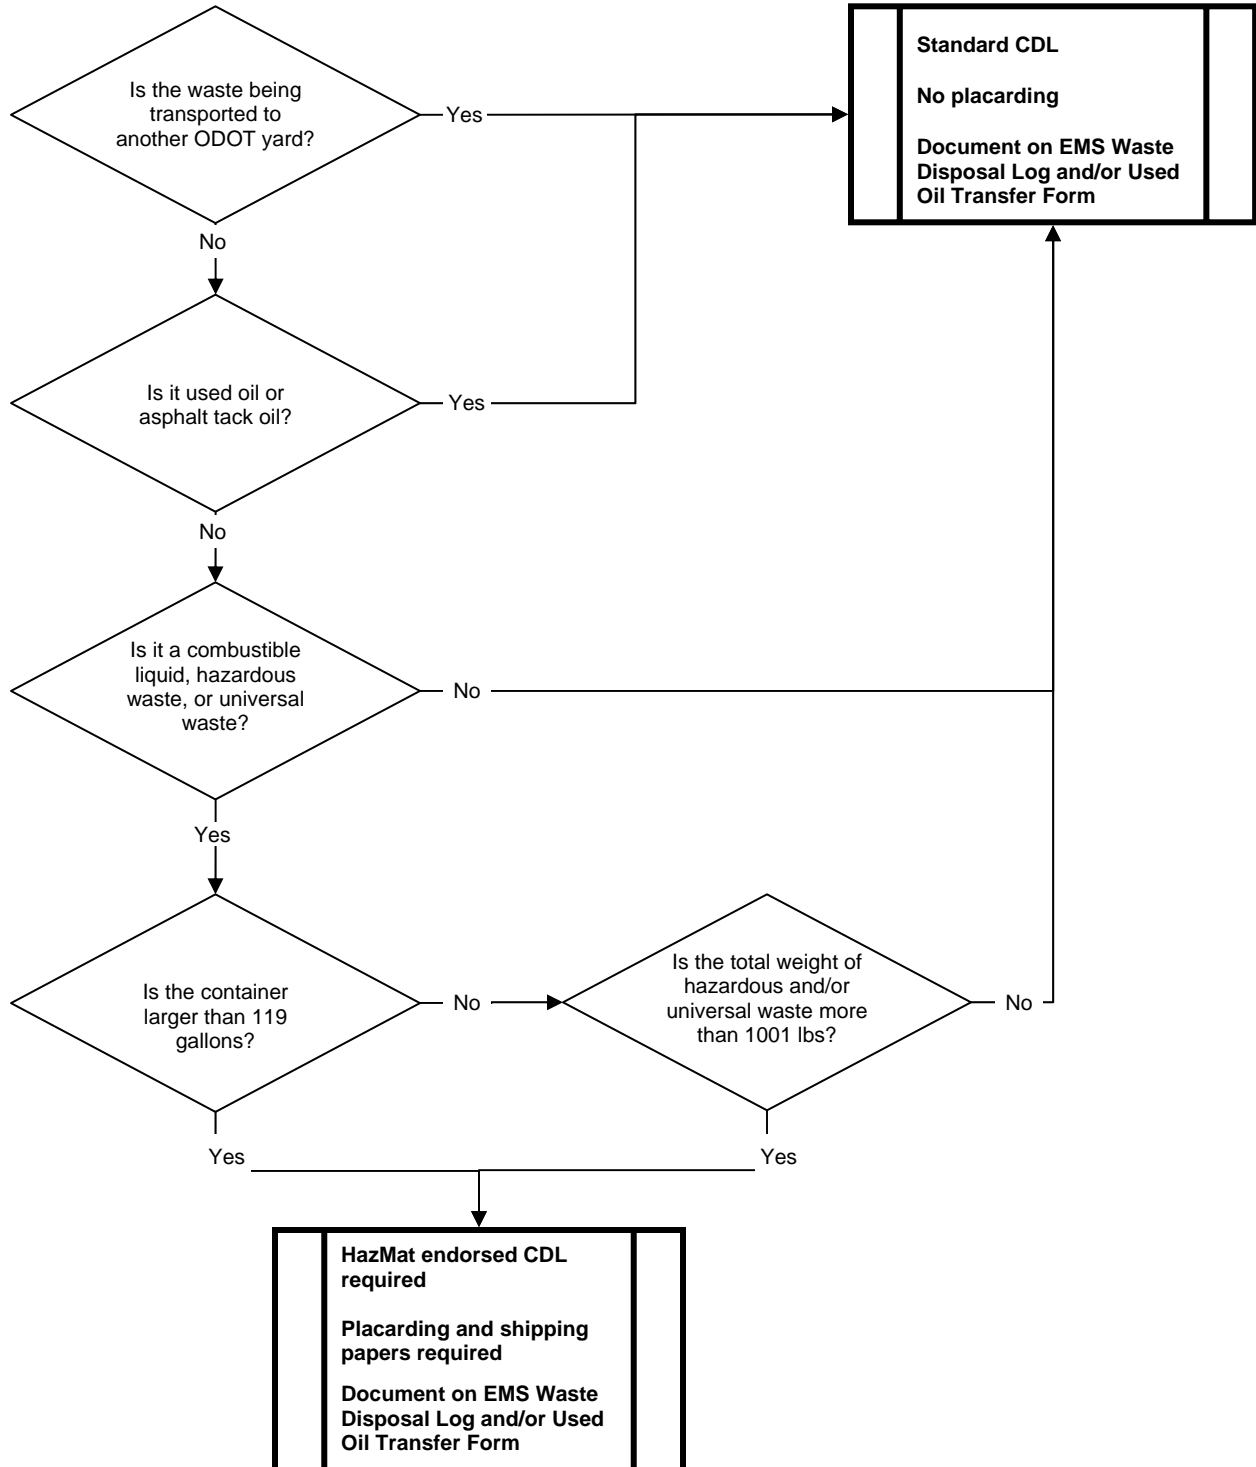 Is the waste being
transported to
another ODOT yard?
Yes
Standard CDL
No placarding
Document on EMS Waste
Disposal Log and/or Used
Oil Transfer Form
No
Is it used oil or
asphalt tack oil?
Yes
No
Is it a combustible
liquid, hazardous
waste, or universal
waste?
No
Yes
Is the container
larger than 119
gallons?
No
Is the total weight of
hazardous and/or
universal waste more
than 1001 lbs?
No
Yes
Yes
HazMat endorsed CDL
required
Placarding and shipping
papers required
Document on EMS Waste
Disposal Log and/or Used
Oil Transfer Form